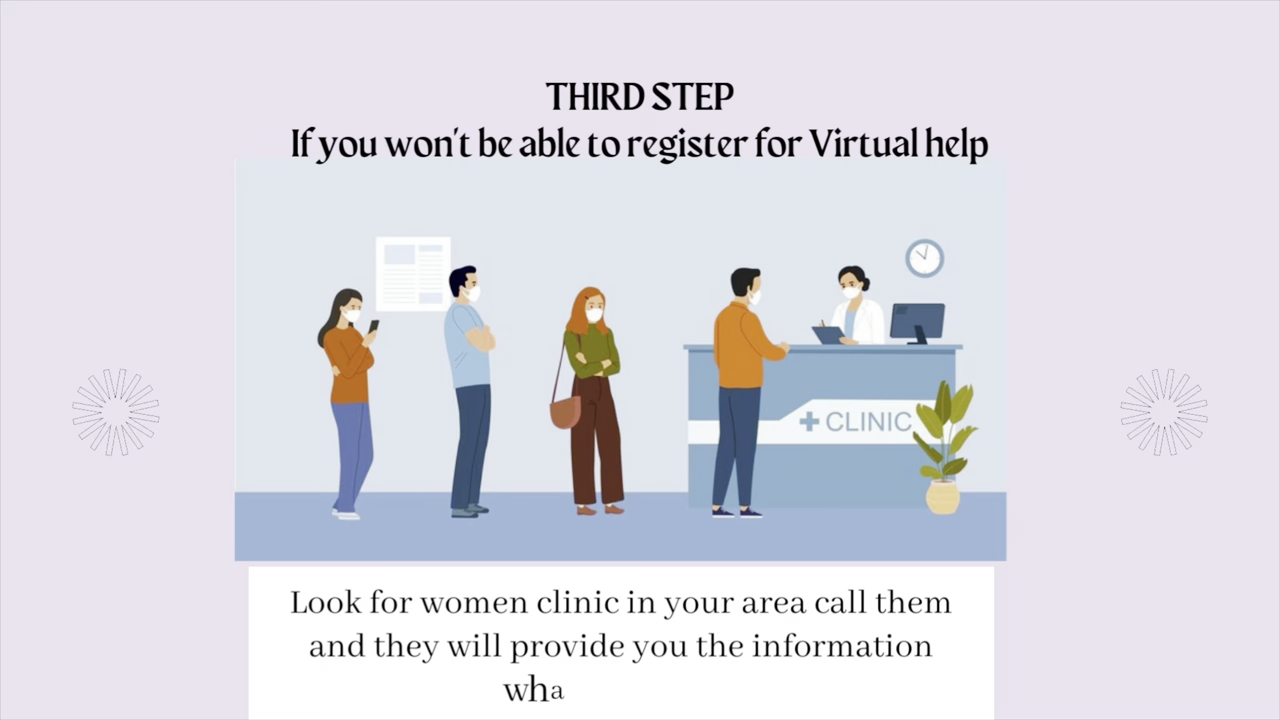 THIRD STEP
If you won't be able to register for Virtual help
+ CLINIC
Look for women clinic in your area call them
and they will provide you the information
wha